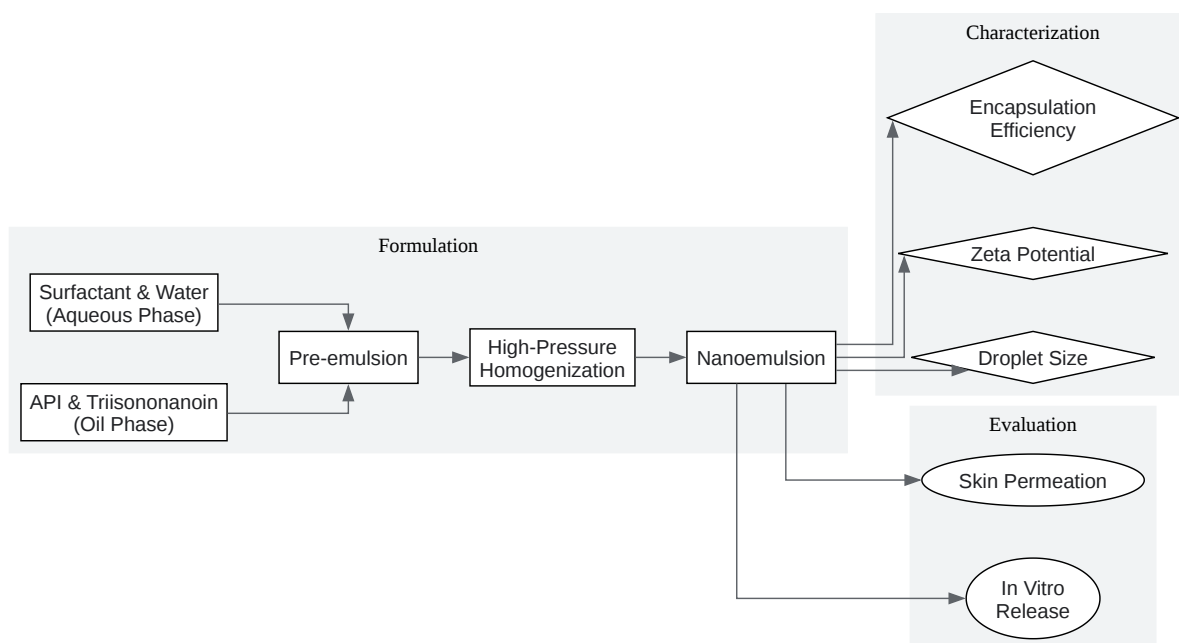 Characterization
Encapsulation
Efficiency
Zeta Potential
Droplet Size
Formulation
Surfactant & Water
(Aqueous Phase)
API & Triisononanoin
(Oil Phase)
Pre-emulsion
High-Pressure
Homogenization
Nanoemulsion
Evaluation
Skin Permeation
In Vitro
Release